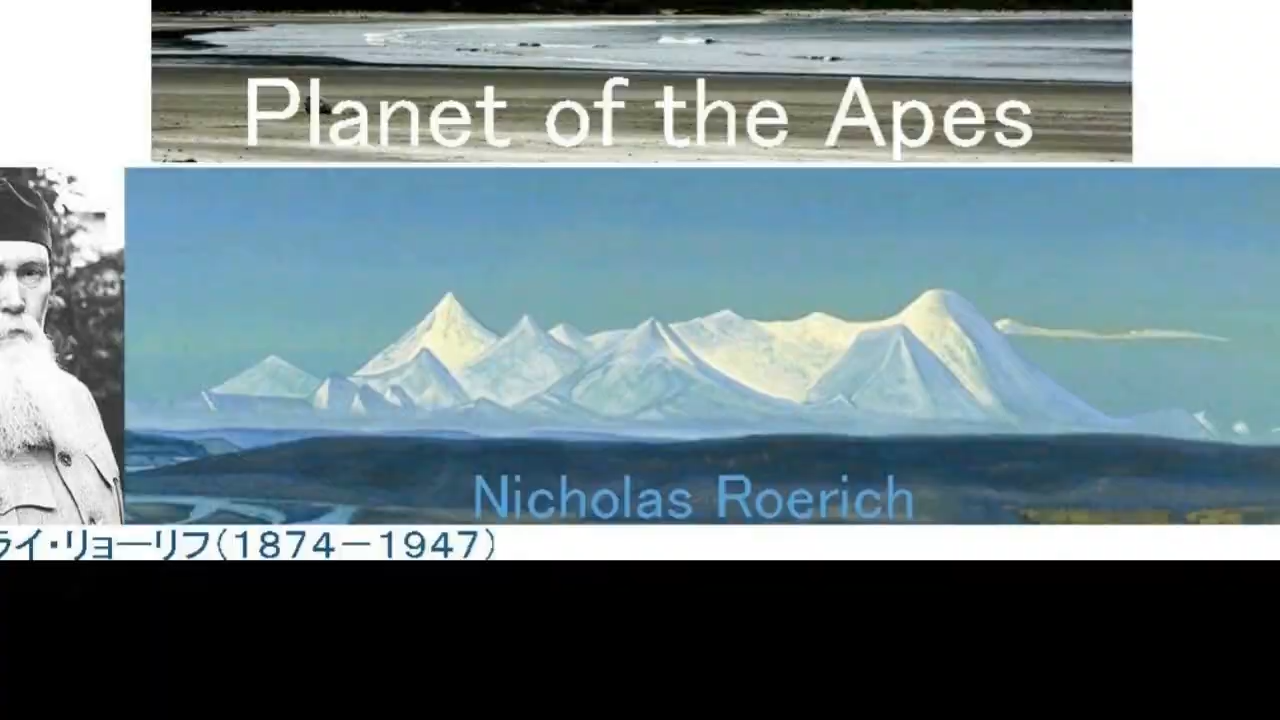 Planet of the Apes
Nicholas Roerich
ライ・リョーリフ(1874－1947)